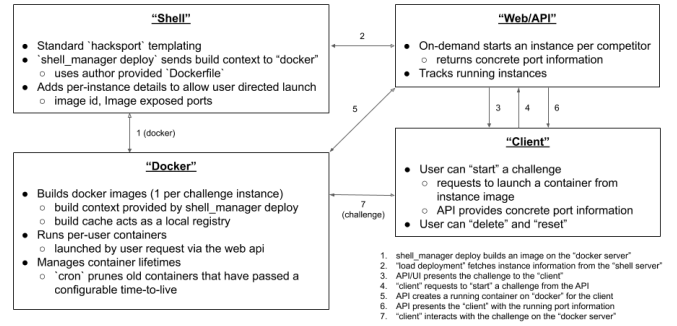 "Shell"
● Standard `hacksport` templating
● `shell_manager deploy` sends build context to "docker"
○ uses author provided `Dockerfile`
● Adds per-instance details to allow user directed launch
○ image id, Image exposed ports
"Web/API"
● On-demand starts an instance per competitor
○ returns concrete port information
● Tracks running instances
2
1 (docker)
5
3
4
6
"Docker"
● Builds docker images (1 per challenge instance)
○ build context provided by shell_manager deploy
○ build cache acts as a local registry
● Runs per-user containers
○ launched by user request via the web api
● Manages container lifetimes
○ `cron` prunes old containers that have passed a
configurable time-to-live
7
(challenge)
"Client"
● User can "start" a challenge
○ requests to launch a container from
instance image
○ API provides concrete port information
● User can "delete" and "reset"
1. shell_manager deploy builds an image on the "docker server"
2. "load deployment" fetches instance information from the "shell server"
3. API/UI presents the challenge to the "client"
4. "client" requests to "start" a challenge from the API
5. API creates a running container on "docker" for the client
6. API presents the "client" with the running port information
7. "client" interacts with the challenge on the "docker server"